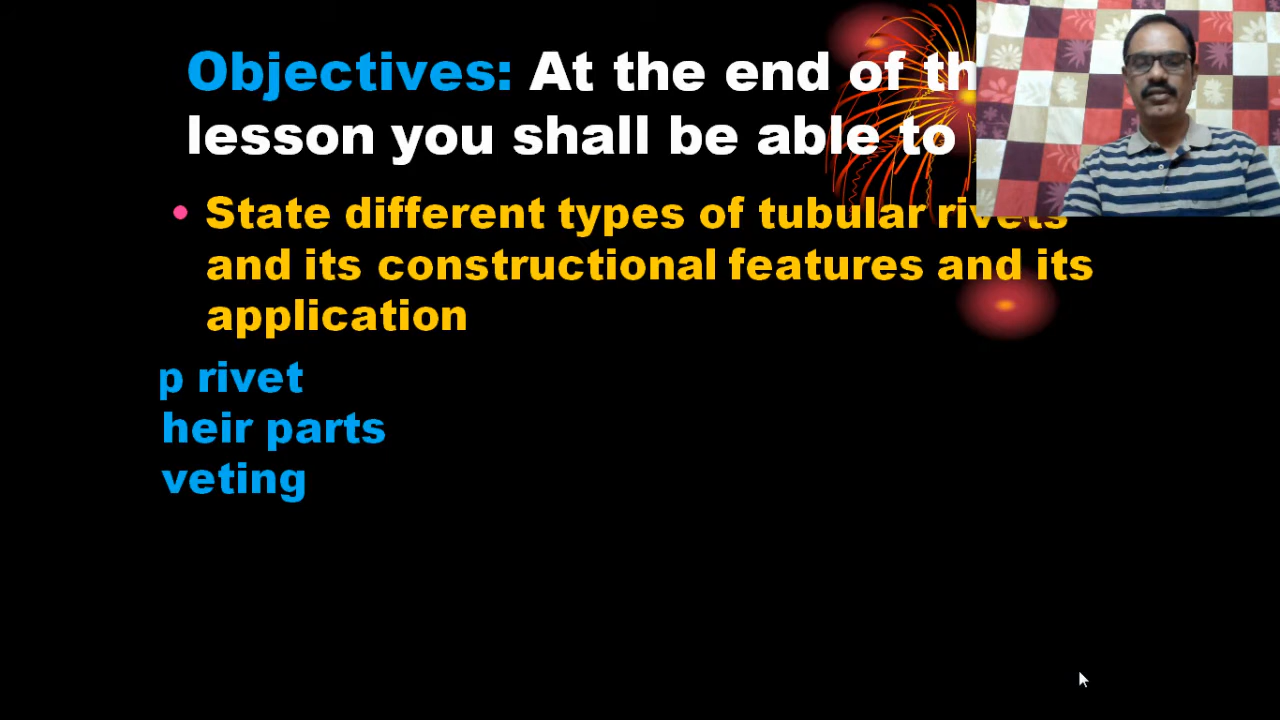 Objectives: At the end of th
lesson you shall be able to
• State different types of tubular rivets
and its constructional features and its
application
p rivet
heir parts
veting